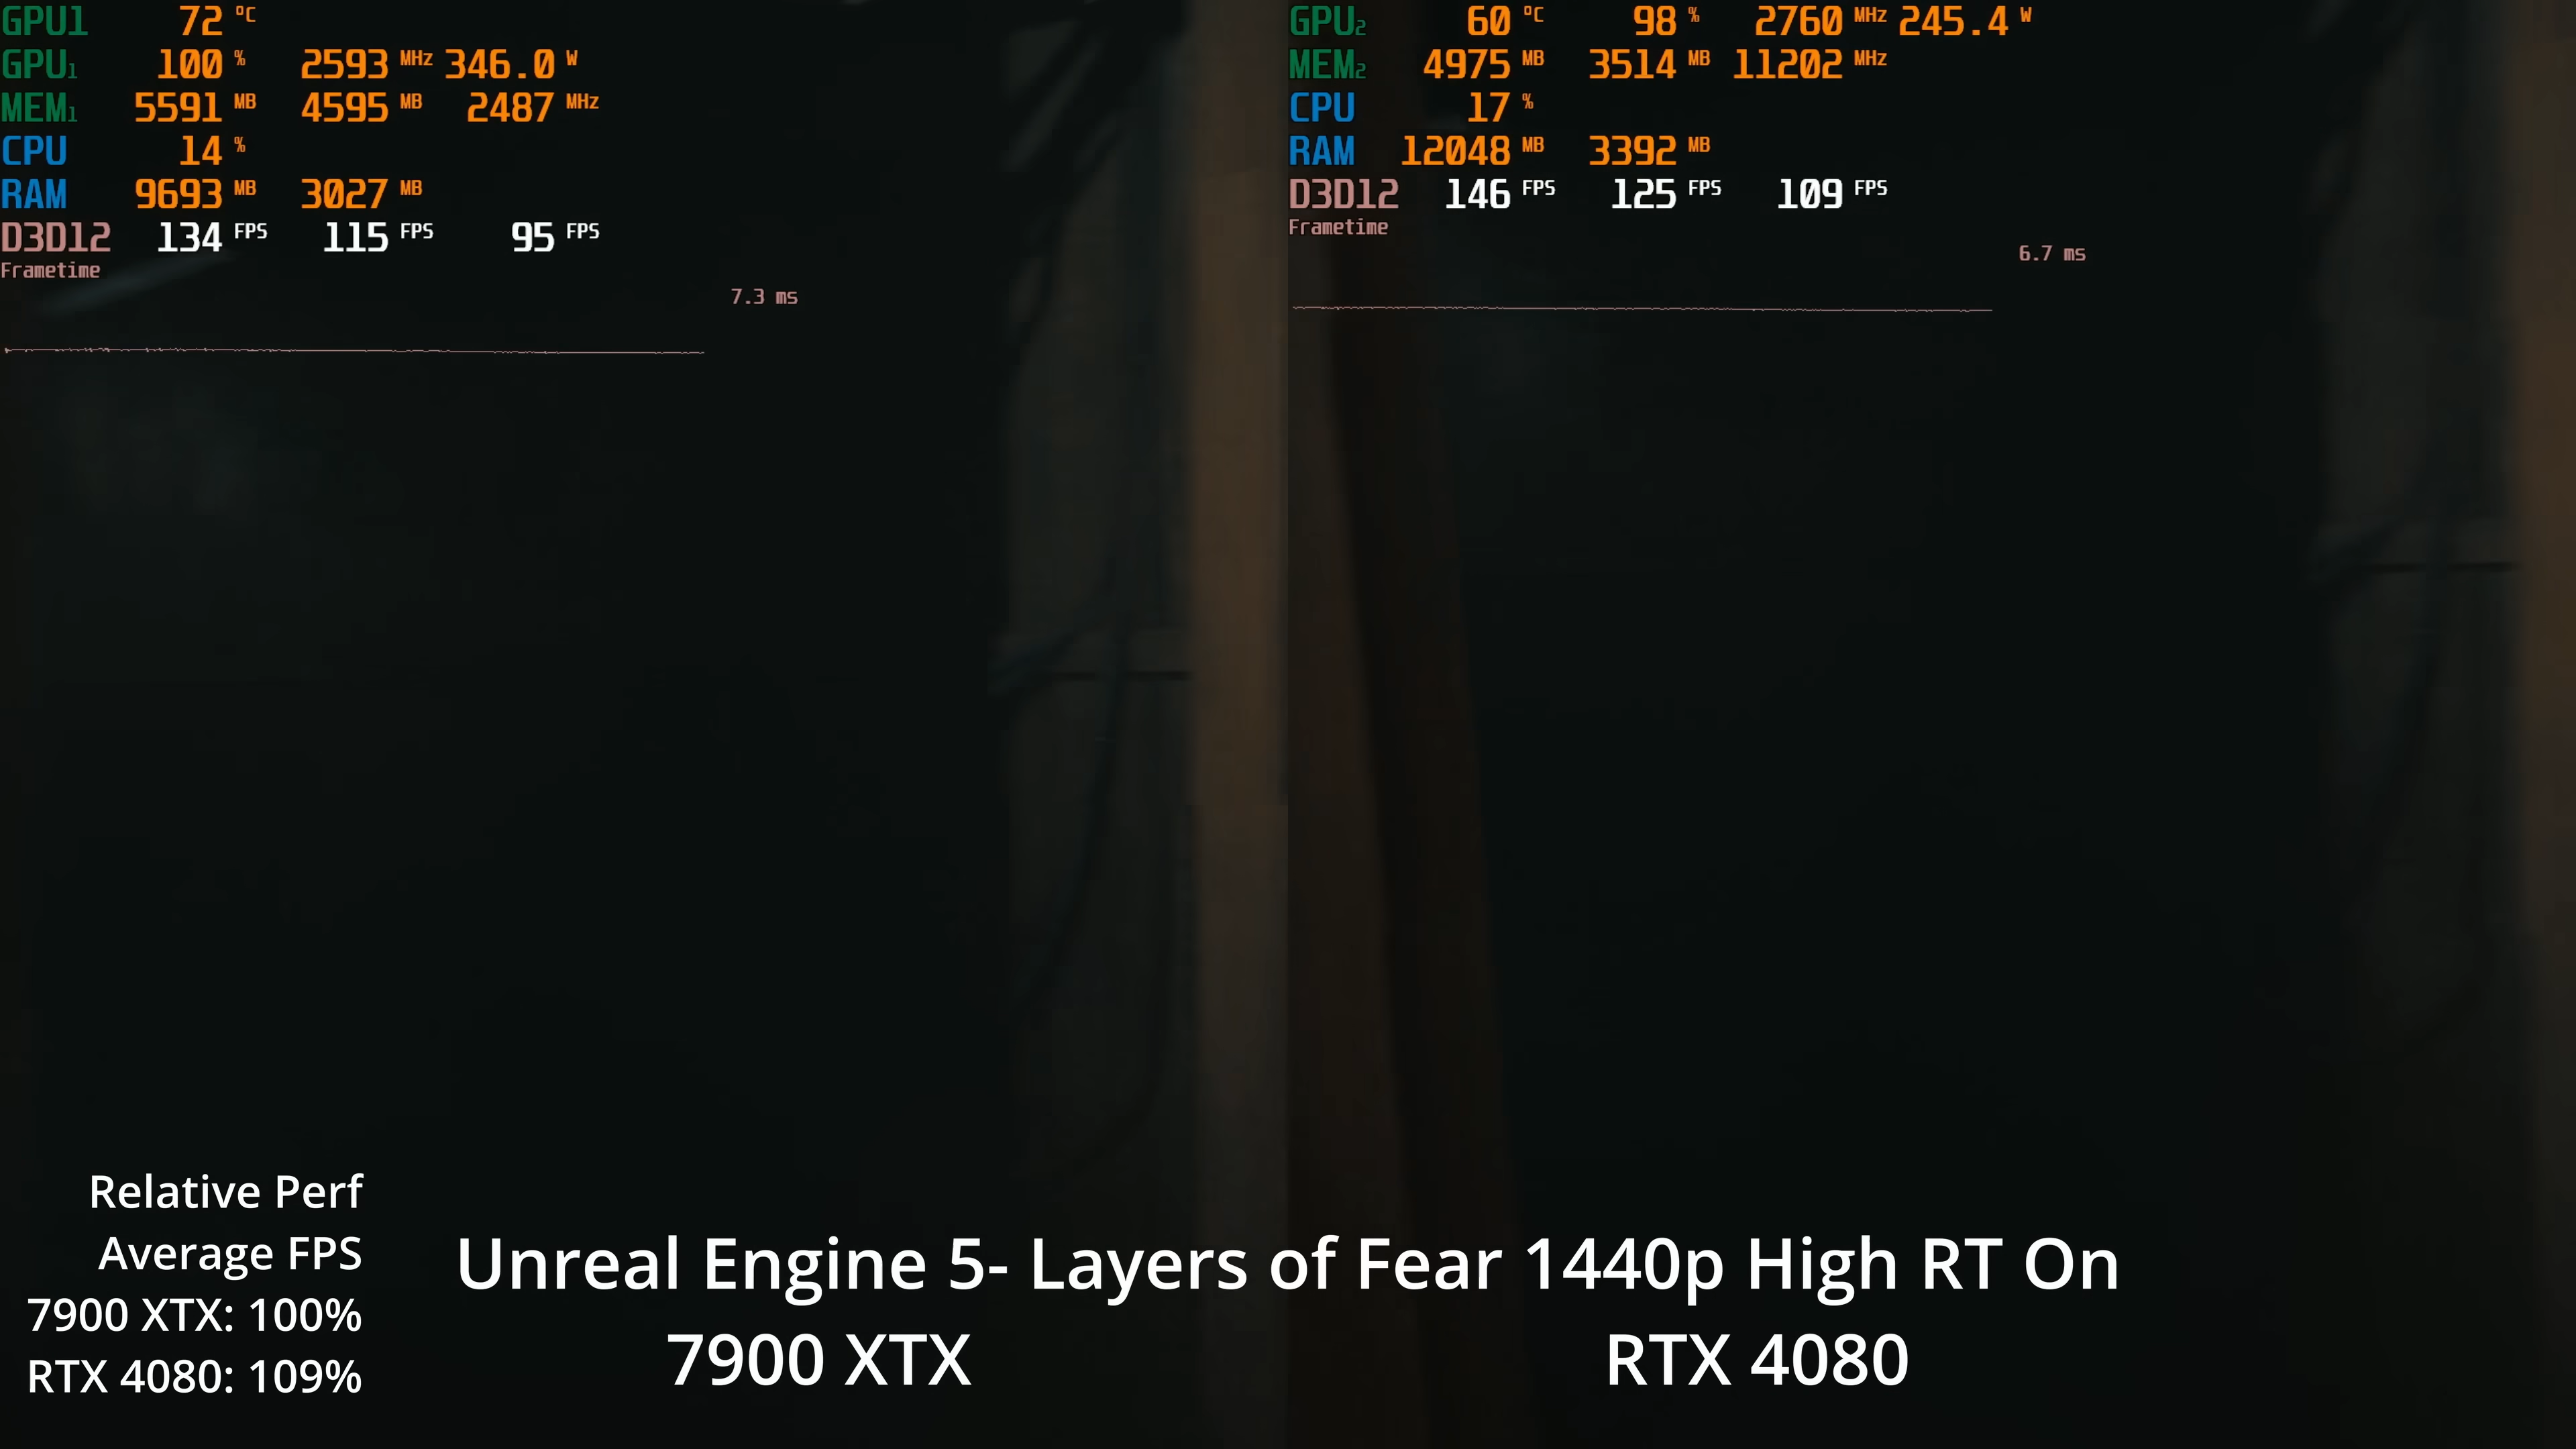 GPU1 72 °C
GPU1 100 % 2593 MHz 346.0 W
MEM1 5591 MB 4595 MB 2487 MHz
CPU 14 %
RAM 9693 MB 3027 MB
D3D12 134 FPS 115 FPS 95 FPS
Frametime
7.3 ms
GPU2 60 °C 98 % 2760 MHz 245.4 W
MEM2 4975 MB 3514 MB 11202 MHz
CPU 17 %
RAM 12048 MB 3392 MB
D3D12 146 FPS 125 FPS 109 FPS
Frametime
6.7 ms
Relative Perf
Average FPS
7900 XTX: 100%
RTX 4080: 109%
Unreal Engine 5- Layers of Fear 1440p High RT On
7900 XTX
RTX 4080